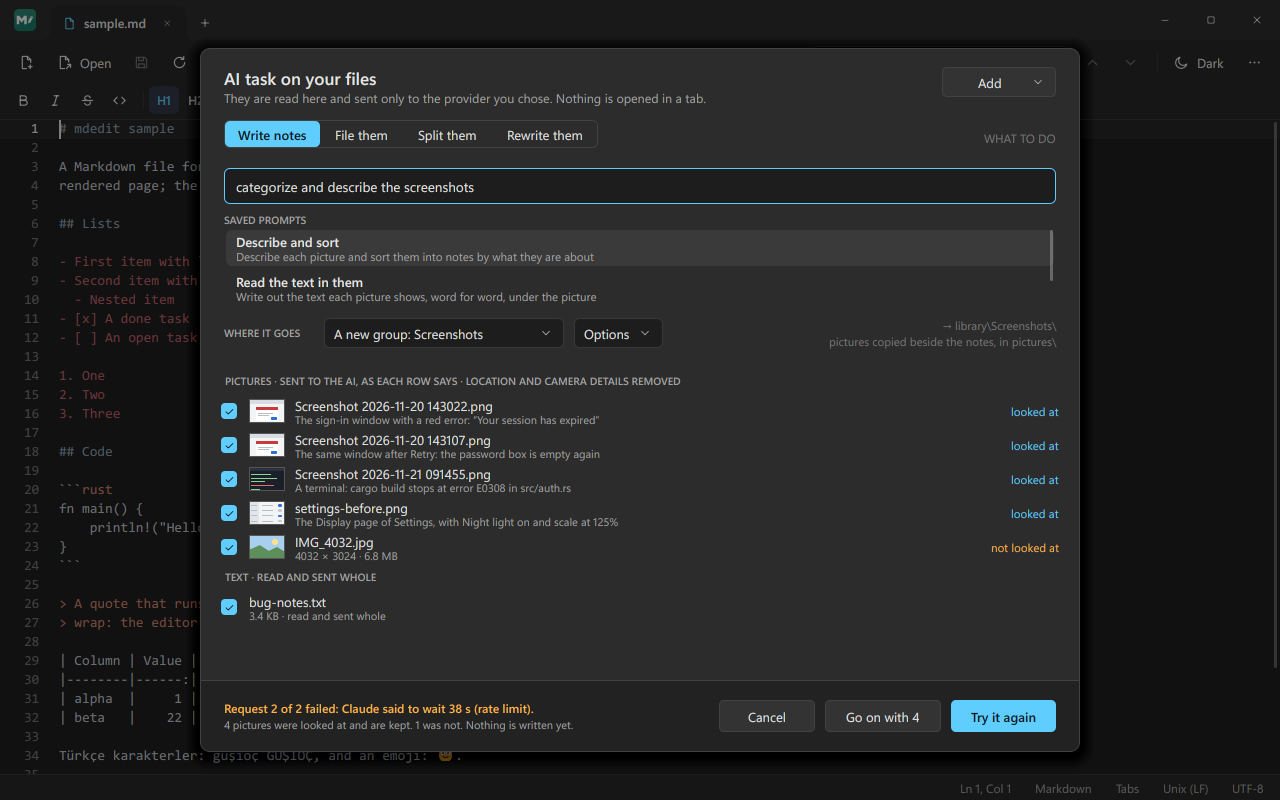 M
sample.md × +
Open
Dark
B I S <> H1
AI task on your files
Add
They are read here and sent only to the provider you chose. Nothing is opened in a tab.
Write notes File them Split them Rewrite them
WHAT TO DO
categorize and describe the screenshots
SAVED PROMPTS
Describe and sort
Describe each picture and sort them into notes by what they are about
Read the text in them
Write out the text each picture shows, word for word, under the picture
WHERE IT GOES
A new group: Screenshots
Options
→ library\Screenshots\
pictures copied beside the notes, in pictures\
PICTURES · SENT TO THE AI, AS EACH ROW SAYS · LOCATION AND CAMERA DETAILS REMOVED
Screenshot 2026-11-20 143022.png
The sign-in window with a red error: “Your session has expired”
looked at
Screenshot 2026-11-20 143107.png
The same window after Retry: the password box is empty again
looked at
Screenshot 2026-11-21 091455.png
A terminal: cargo build stops at error E0308 in src/auth.rs
looked at
settings-before.png
The Display page of Settings, with Night light on and scale at 125%
looked at
IMG_4032.jpg
4032 × 3024 · 6.8 MB
not looked at
TEXT · READ AND SENT WHOLE
bug-notes.txt
3.4 KB · read and sent whole
Request 2 of 2 failed: Claude said to wait 38 s (rate limit).
4 pictures were looked at and are kept. 1 was not. Nothing is written yet.
Cancel
Go on with 4
Try it again
1 # mdedit sample
2
3 A Markdown file for
4 rendered page; the
5
6 ## Lists
7
8 - First item with
9 - Second item with
10 - Nested item
11 - [x] A done task
12 - [ ] An open task
13
14 1. One
15 2. Two
16 3. Three
17
18 ## Code
19
20 ```rust
21 fn main() {
22 println!("Hello
23 }
24 ```
25
26 > A quote that runs
27 > wrap: the editor
28
29 | Column | Value |
30 |--------|------:|
31 | alpha | 1 |
32 | beta | 22 |
33
34 Türkçe karakterler: ğüşıöç ĞÜŞİÖÇ, and an emoji: 
Ln 1, Col 1 Markdown Tabs Unix (LF) UTF-8